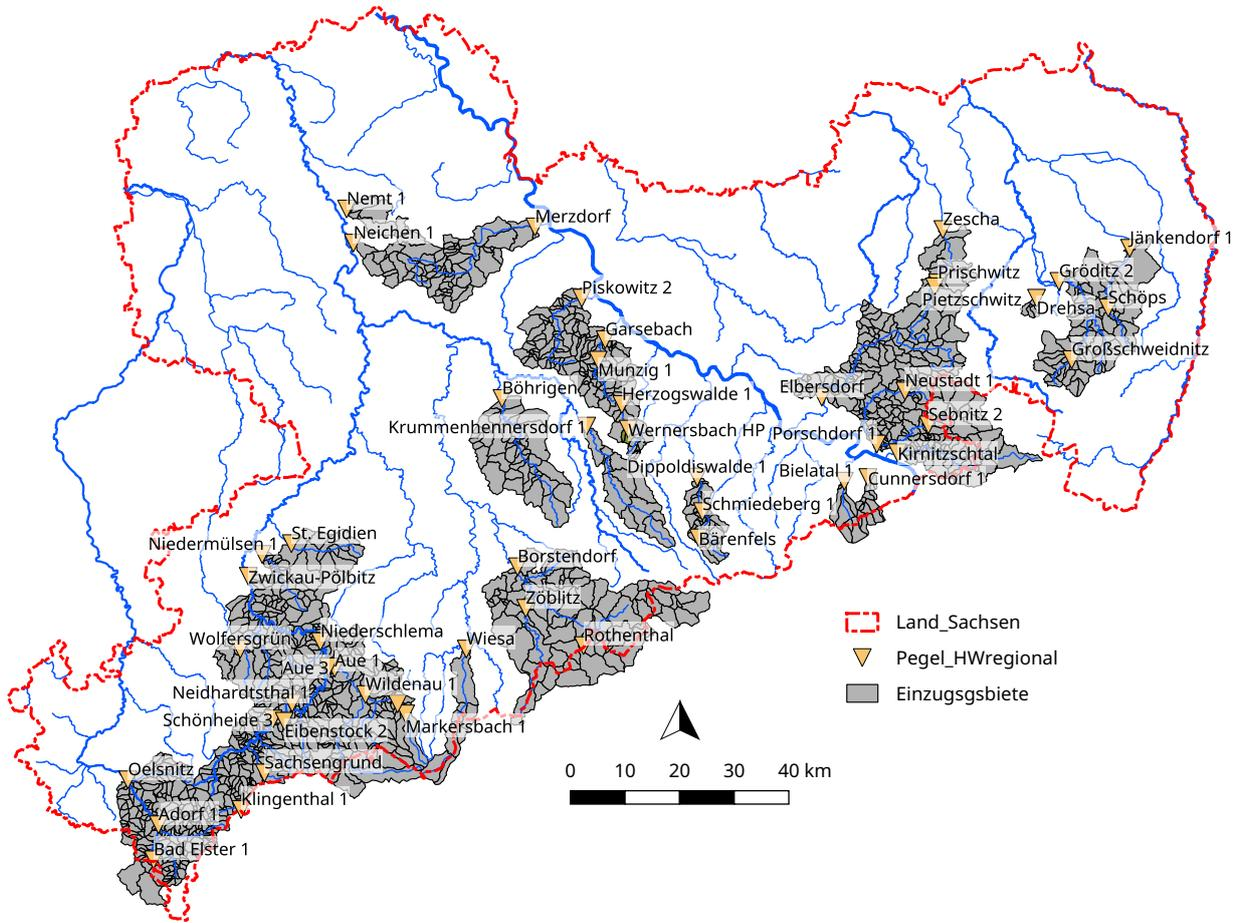 Nemt 1
Merzdorf
Zescha
Neichen 1
Jänkendorf 1
Prischwitz
Gröditz 2
Piskowitz 2
Pietzschwitz
Schöps
Drehsa
Garsebach
Großschweidnitz
Munzig 1
Böhrigen
Elbersdorf
Neustadt 1
Herzogswalde 1
Sebnitz 2
Krummenhennersdorf 1
Wernersbach HP
Porschdorf 1
Kirnitzschtal
Dippoldiswalde 1
Bielatal 1
Cunnersdorf 1
Schmiedeberg 1
St. Egidien
Bärenfels
Niedermülsen 1
Borstendorf
Zwickau-Pölbitz
Zöblitz
Land_Sachsen
Niederschlema
Wolfersgrün
Wiesa
Rothenthal
Pegel_HWregional
Aue 3
Aue 1
Wildenau 1
Neidhardtsthal 1
Einzugsgsbiete
Schönheide 3
Eibenstock 2
Markersbach 1
Oelsnitz
Sachsengrund
0 10 20 30 40 km
Klingenthal 1
Adorf 1
Bad Elster 1